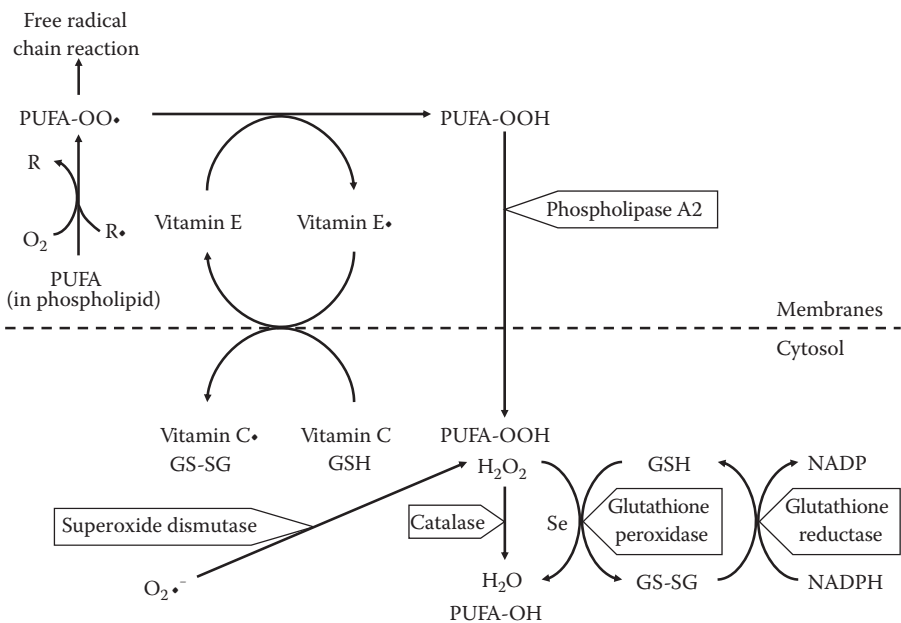 Free radical
chain reaction
PUFA-OO•
PUFA-OOH
R
Phospholipase A2
Vitamin E
Vitamin E•
O₂
R•
PUFA
(in phospholipid)
Membranes
Cytosol
Vitamin C•
GS-SG
Vitamin C
GSH
PUFA-OOH
H₂O₂
GSH
NADP
Superoxide dismutase
Catalase
Se
Glutathione
peroxidase
Glutathione
reductase
O₂•⁻
H₂O
PUFA-OH
GS-SG
NADPH